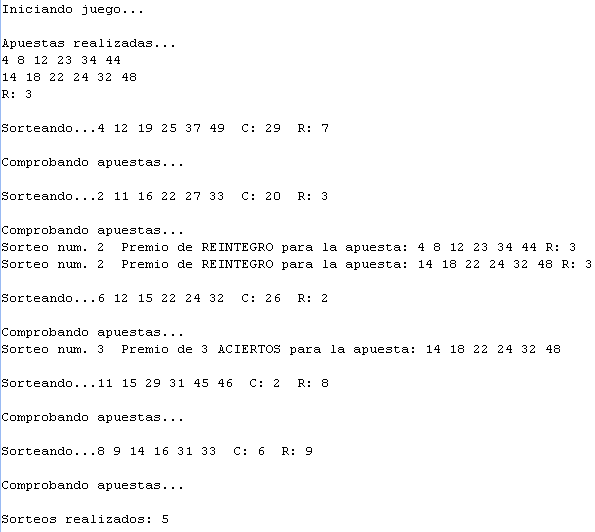 Iniciando juego...
Apuestas realizadas...
4 8 12 23 34 44
14 18 22 24 32 48
R: 3
Sorteando...4 12 19 25 37 49  C: 29  R: 7
Comprobando apuestas...
Sorteando...2 11 16 22 27 33  C: 20  R: 3
Comprobando apuestas...
Sorteo num. 2  Premio de REINTEGRO para la apuesta: 4 8 12 23 34 44 R: 3
Sorteo num. 2  Premio de REINTEGRO para la apuesta: 14 18 22 24 32 48 R: 3
Sorteando...6 12 15 22 24 32  C: 26  R: 2
Comprobando apuestas...
Sorteo num. 3  Premio de 3 ACIERTOS para la apuesta: 14 18 22 24 32 48
Sorteando...11 15 29 31 45 46  C: 2  R: 8
Comprobando apuestas...
Sorteando...8 9 14 16 31 33  C: 6  R: 9
Comprobando apuestas...
Sorteos realizados: 5